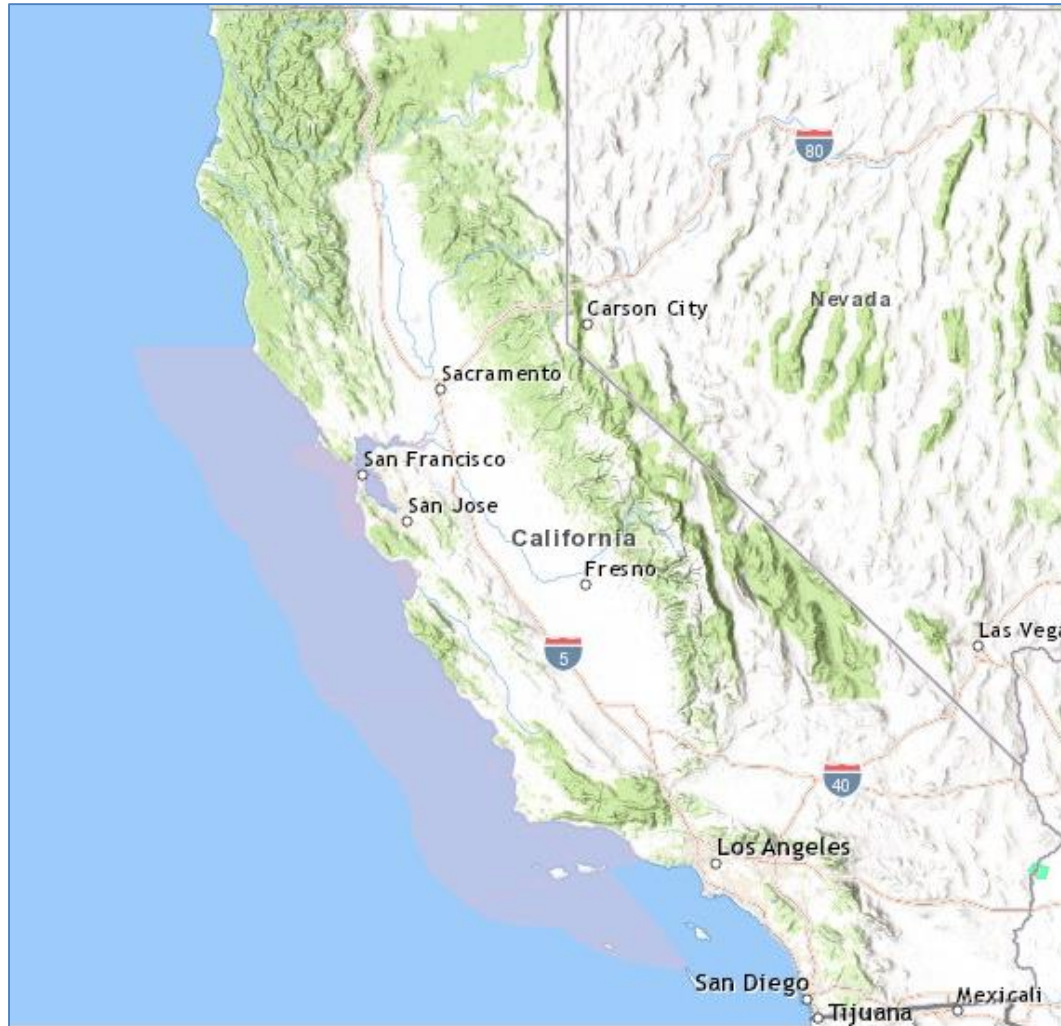 80
Nevada
Carson City
Sacramento
San Francisco
San Jose
California
Fresno
Las Vega
5
40
Los Angeles
San Diego
Mexicali
Tijuana